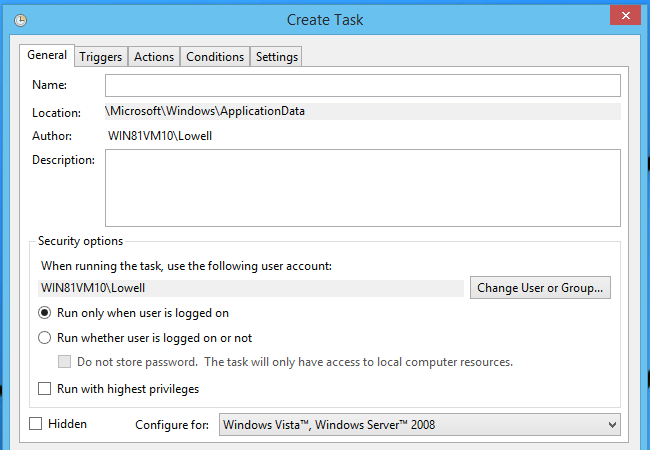 Create Task
General Triggers Actions Conditions Settings
Name:
Location: \Microsoft\Windows\ApplicationData
Author: WIN81VM10\Lowell
Description:
Security options
When running the task, use the following user account:
WIN81VM10\Lowell Change User or Group...
Run only when user is logged on
Run whether user is logged on or not
Do not store password.  The task will only have access to local computer resources.
Run with highest privileges
Hidden Configure for: Windows Vista™, Windows Server™ 2008